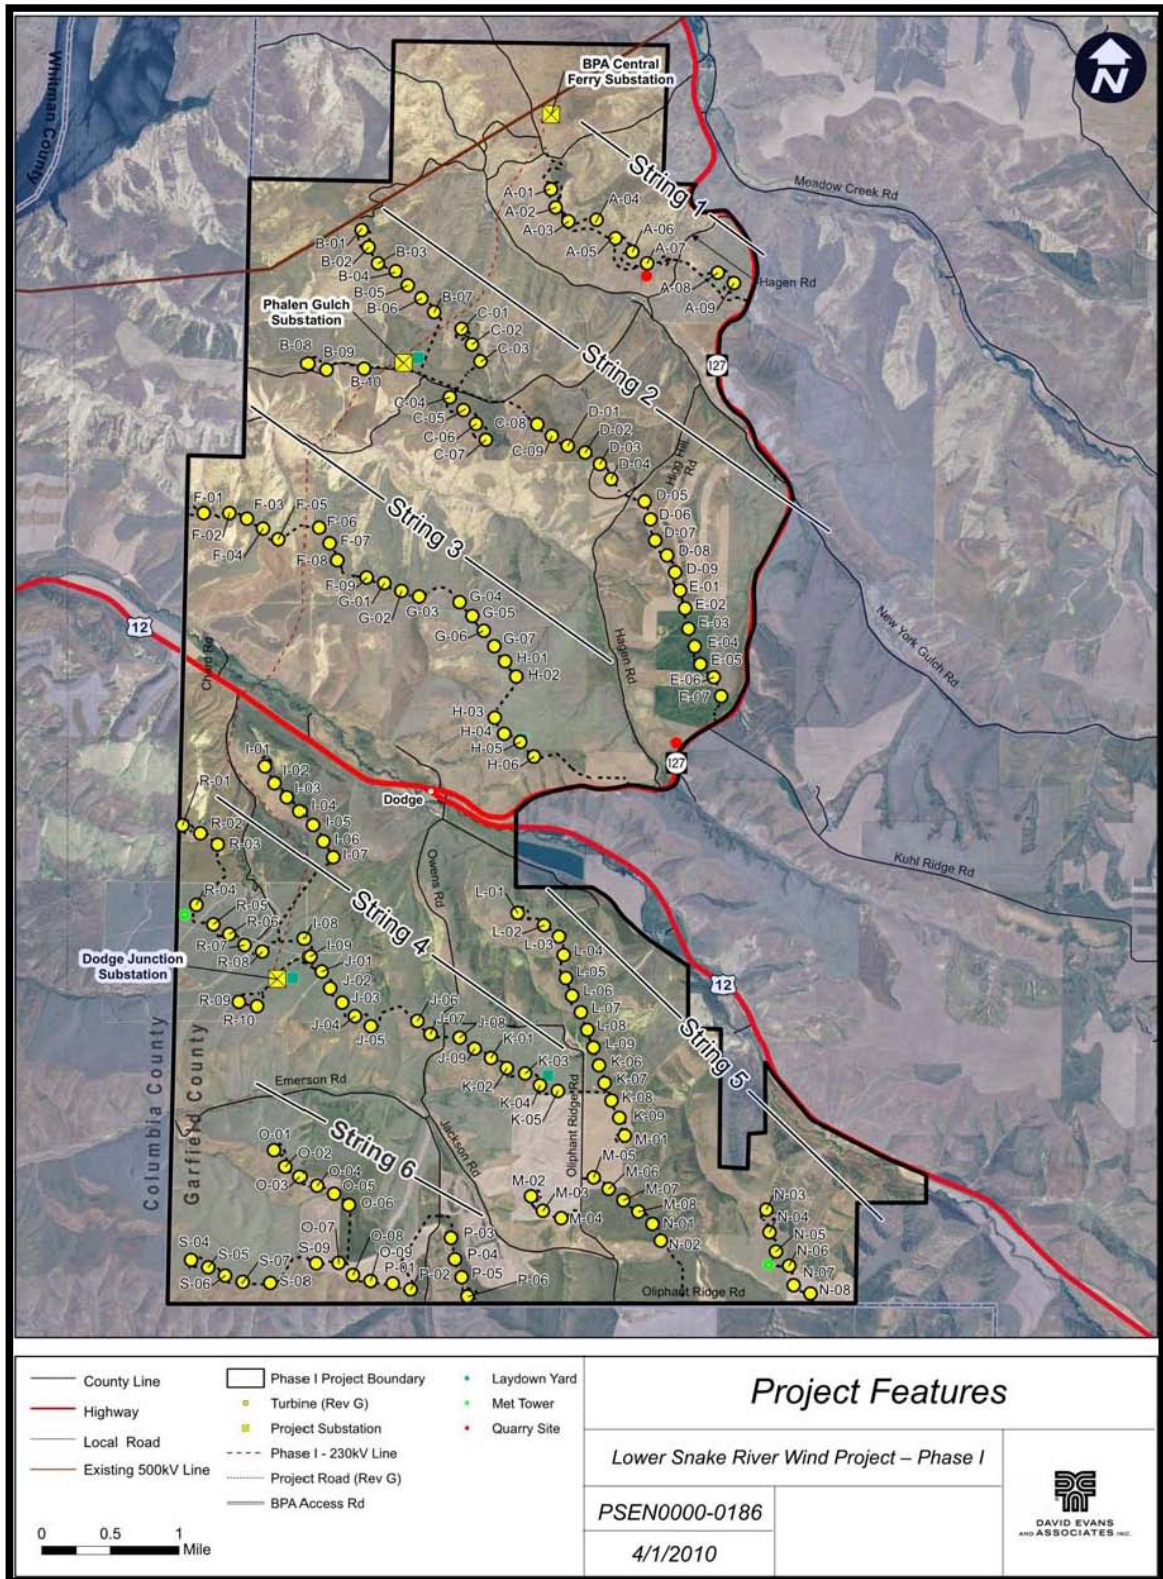 BPA Central
Ferry Substation
N
Whitman County
Meadow Creek Rd
String 1
A-01
A-02
A-03
A-04
A-05
A-06
A-07
A-08
A-09
Hagen Rd
B-01
B-02
B-03
B-04
B-05
B-06
B-07
Phalen Gulch
Substation
C-01
C-02
C-03
B-08
B-09
B-10
String 2
127
C-04
C-05
C-06
C-07
C-08
C-09
D-01
D-02
D-03
D-04
Higg Hill
Rd
D-05
D-06
D-07
D-08
D-09
String 3
F-01
F-02
F-03
F-04
F-05
F-06
F-07
F-08
F-09
G-01
G-02
G-03
G-04
G-05
G-06
G-07
E-01
E-02
E-03
E-04
E-05
E-06
E-07
12
Chard Rd
Hagen Rd
New York Gulch Rd
H-01
H-02
H-03
H-04
H-05
H-06
127
Dodge
Kuhl Ridge Rd
I-01
I-02
I-03
I-04
I-05
I-06
I-07
R-01
R-02
R-03
R-04
R-05
R-06
R-07
R-08
Owens Rd
String 4
L-01
L-02
L-03
L-04
L-05
L-06
L-07
L-08
L-09
String 5
12
Dodge Junction
Substation
I-08
I-09
J-01
J-02
J-03
J-04
J-05
J-06
J-07
J-08
J-09
R-09
R-10
K-01
K-02
K-03
K-04
K-05
K-06
K-07
K-08
K-09
M-01
Columbia County
Garfield County
Emerson Rd
Jackson Rd
Oliphant Ridge Rd
String 6
O-01
O-02
O-03
O-04
O-05
O-06
O-07
O-08
O-09
M-02
M-03
M-04
M-05
M-06
M-07
M-08
N-01
N-02
N-03
N-04
N-05
N-06
N-07
N-08
P-01
P-02
P-03
P-04
P-05
P-06
S-04
S-05
S-06
S-07
S-08
S-09
Oliphant Ridge Rd
County Line
Highway
Local Road
Existing 500kV Line
0 0.5 1
Mile
Phase I Project Boundary
Turbine (Rev G)
Project Substation
Phase I - 230kV Line
Project Road (Rev G)
BPA Access Rd
Laydown Yard
Met Tower
Quarry Site
Project Features
Lower Snake River Wind Project – Phase I
PSEN0000-0186
4/1/2010
DAVID EVANS
AND ASSOCIATES INC.